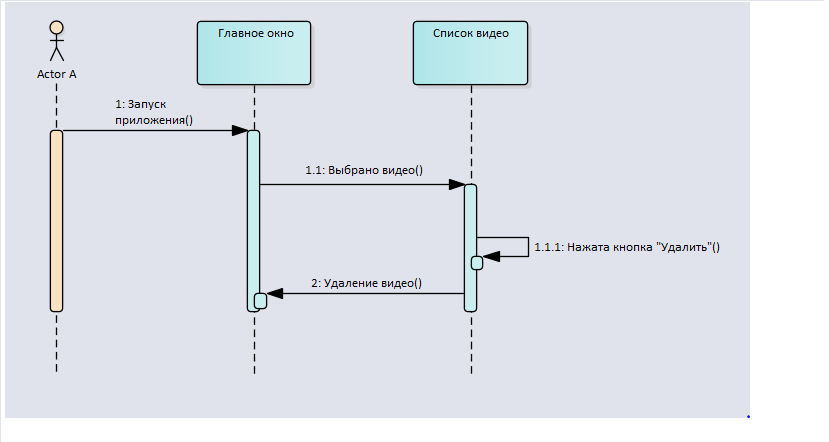 Главное окно
Список видео
Actor A
1: Запуск
приложения()
1.1: Выбрано видео()
1.1.1: Нажата кнопка "Удалить"()
2: Удаление видео()